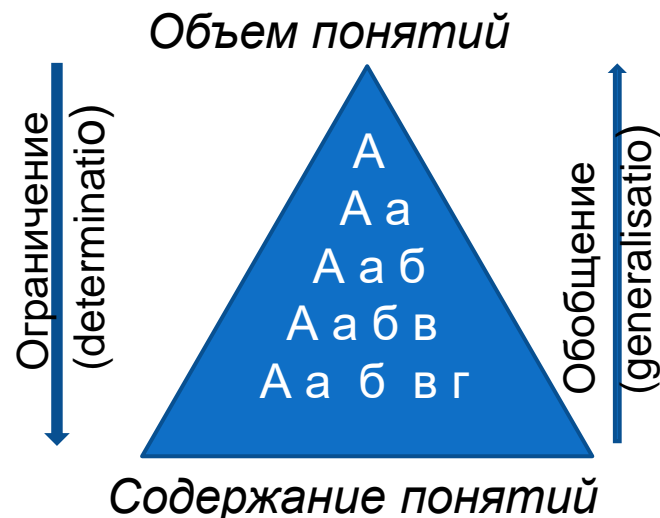 Объем понятий
Ограничение
(determinatio)
А
А а
А а б
А а б в
А а б в г
Обобщение
(generalisatio)
Содержание понятий